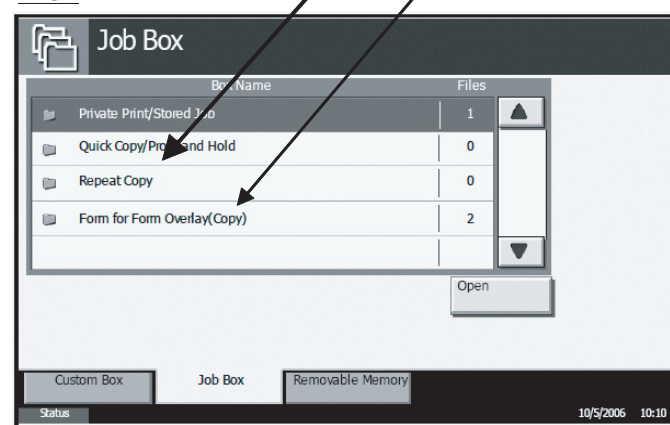 Job Box
Box Name Files
Private Print/Stored Job 1
Quick Copy/Proof and Hold 0
Repeat Copy 0
Form for Form Overlay(Copy) 2
Open
Custom Box Job Box Removable Memory
Status 10/5/2006 10:10